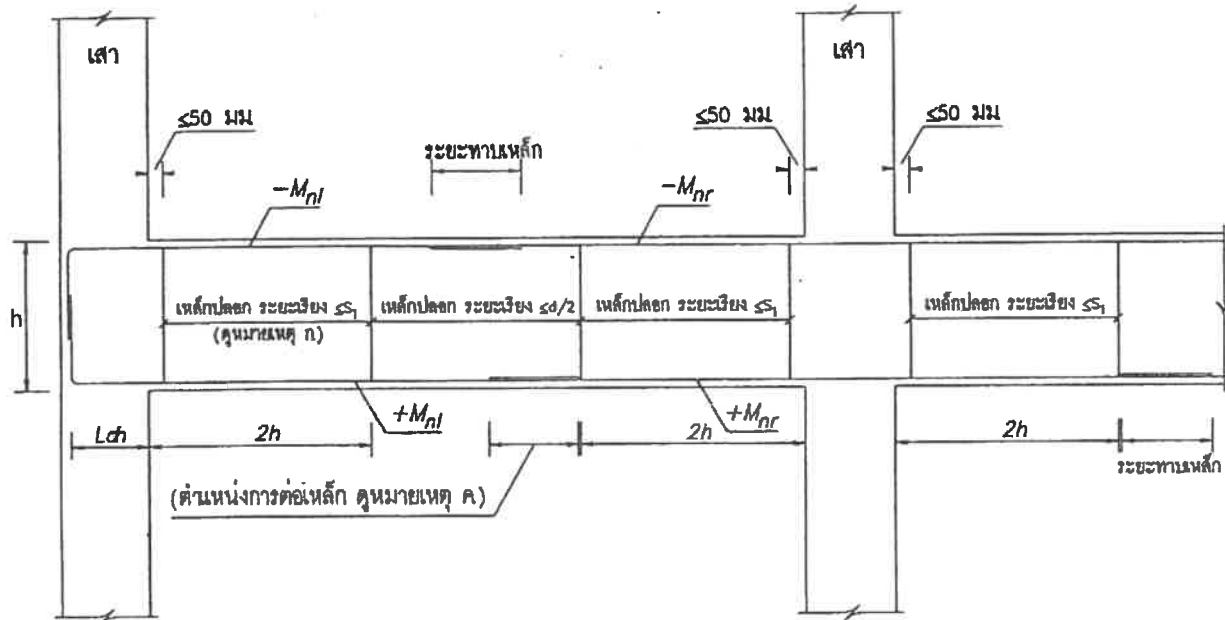 เสา
เสา
≤50 มม
≤50 มม
≤50 มม
ระยะทาบเหล็ก
−Mnl
−Mnr
h
เหล็กปลอก ระยะเรียง ≤S1
เหล็กปลอก ระยะเรียง ≤d/2
เหล็กปลอก ระยะเรียง ≤S1
เหล็กปลอก ระยะเรียง ≤S1
(ดูหมายเหตุ ก)
+Mnl
+Mnr
Ldh
2h
2h
2h
ระยะทาบเหล็ก
(ตำแหน่งการต่อเหล็ก ดูหมายเหตุ ค)